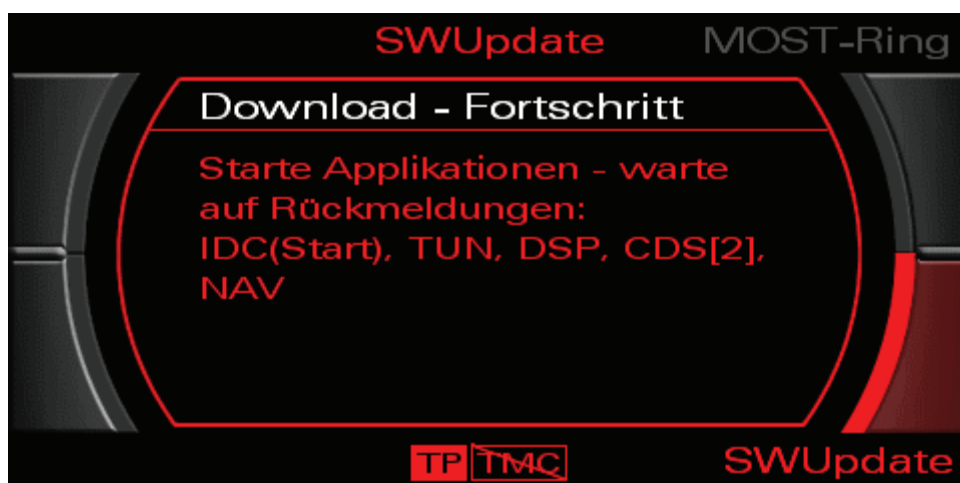 SWUpdate MOST-Ring
Download - Fortschritt
Starte Applikationen - warte
auf Rückmeldungen:
IDC(Start), TUN, DSP, CDS[2],
NAV
TP TMC SWUpdate